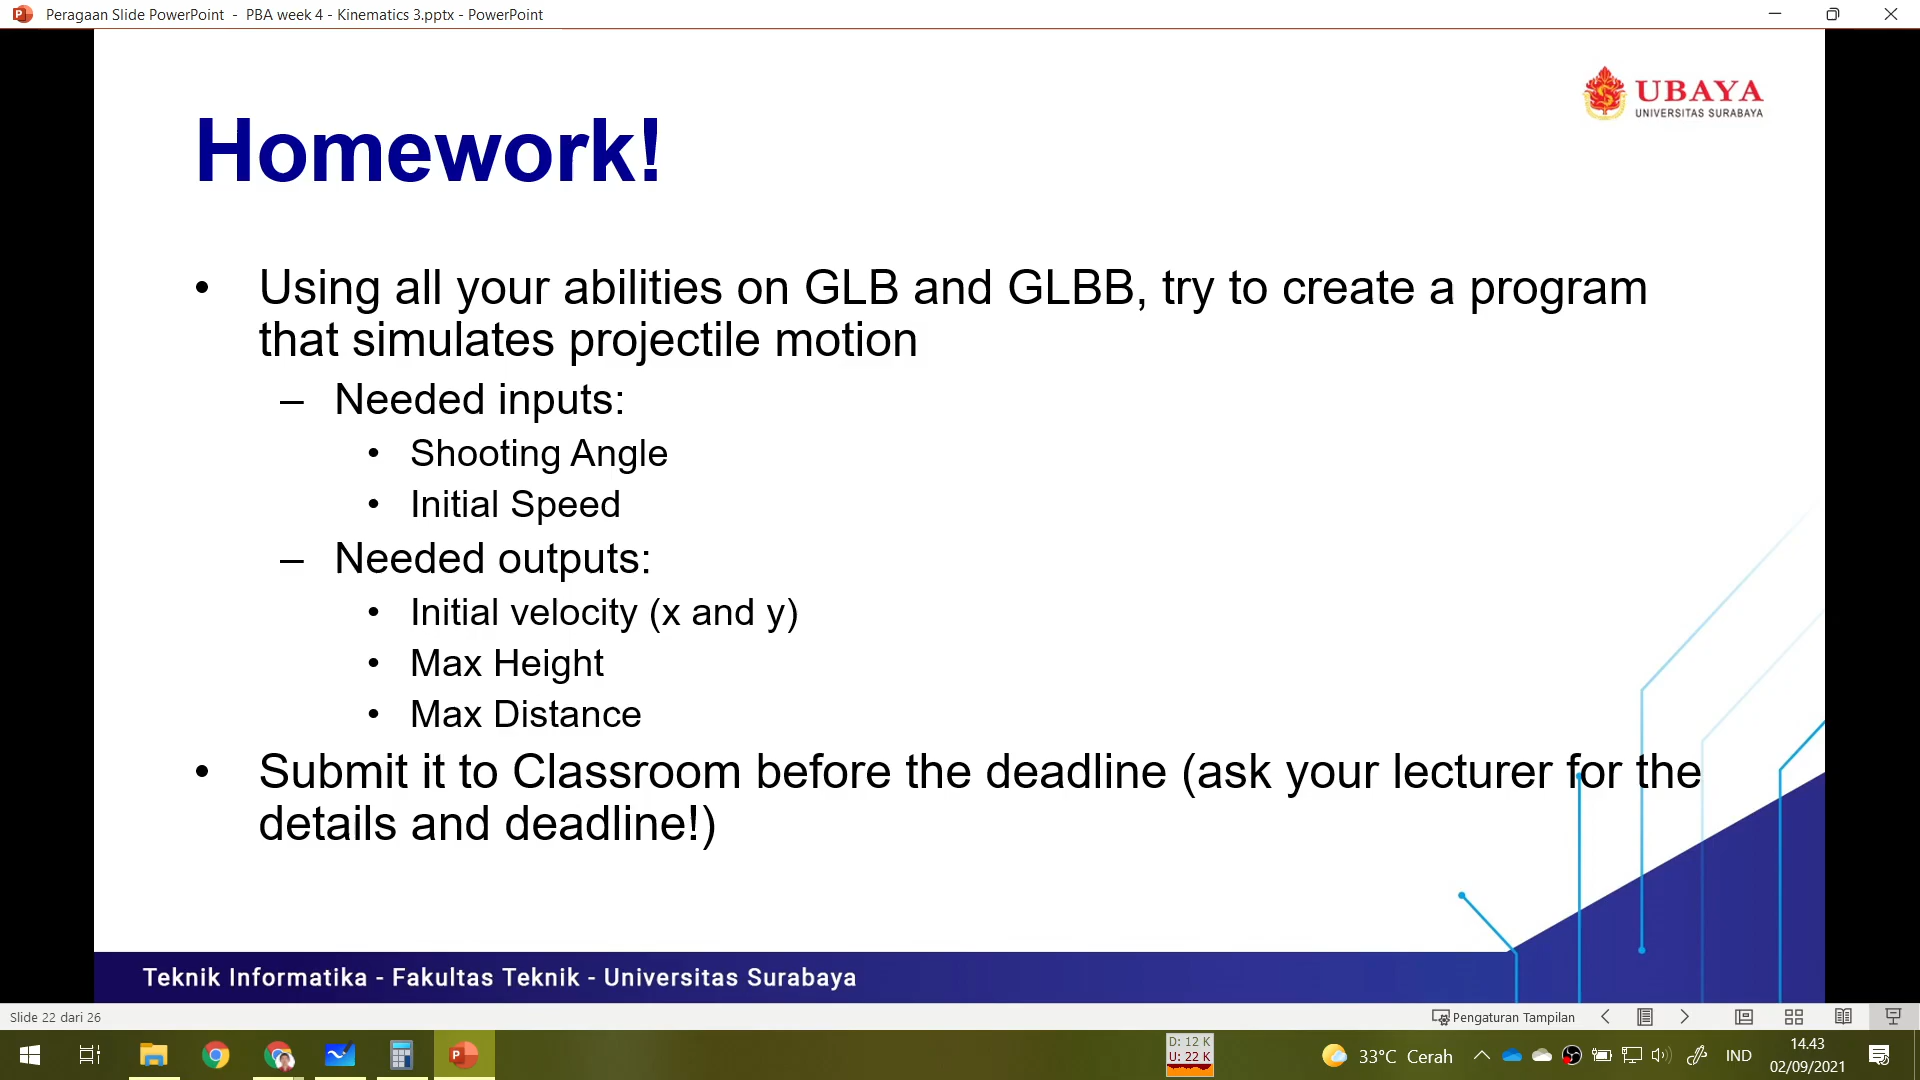 Peragaan Slide PowerPoint - PBA week 4 - Kinematics 3.pptx - PowerPoint
UBAYA
UNIVERSITAS SURABAYA
Homework!
• Using all your abilities on GLB and GLBB, try to create a program
that simulates projectile motion
– Needed inputs:
• Shooting Angle
• Initial Speed
– Needed outputs:
• Initial velocity (x and y)
• Max Height
• Max Distance
• Submit it to Classroom before the deadline (ask your lecturer for the
details and deadline!)
Teknik Informatika - Fakultas Teknik - Universitas Surabaya
Slide 22 dari 26
Pengaturan Tampilan
D: 12 K
U: 22 K
33°C Cerah
IND
14.43
02/09/2021